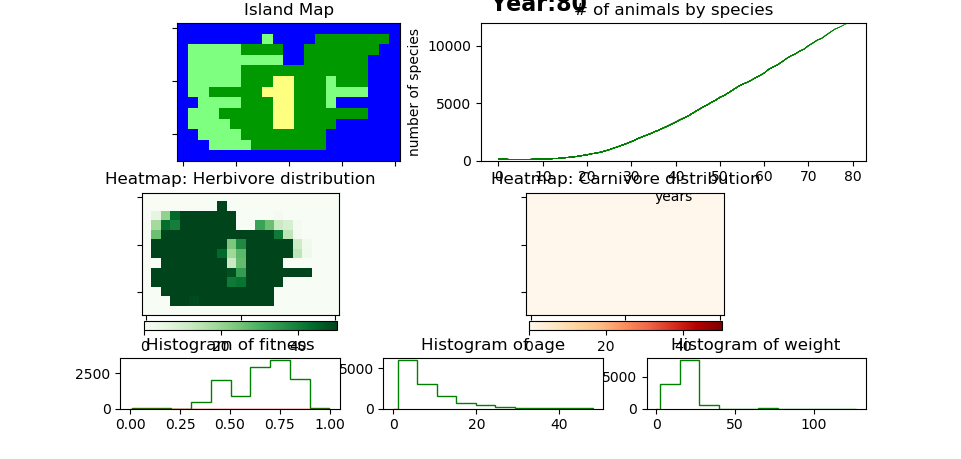 Year:80
Island Map
# of animals by species
number of species
10000
5000
0
0 10 20 30 40 50 60 70 80
years
Heatmap: Herbivore distribution
Heatmap: Carnivore distribution
0 20 40
0 20 40
Histogram of fitness
Histogram of age
Histogram of weight
2500
0
0.00 0.25 0.50 0.75 1.00
5000
0
0 20 40
5000
0
0 50 100